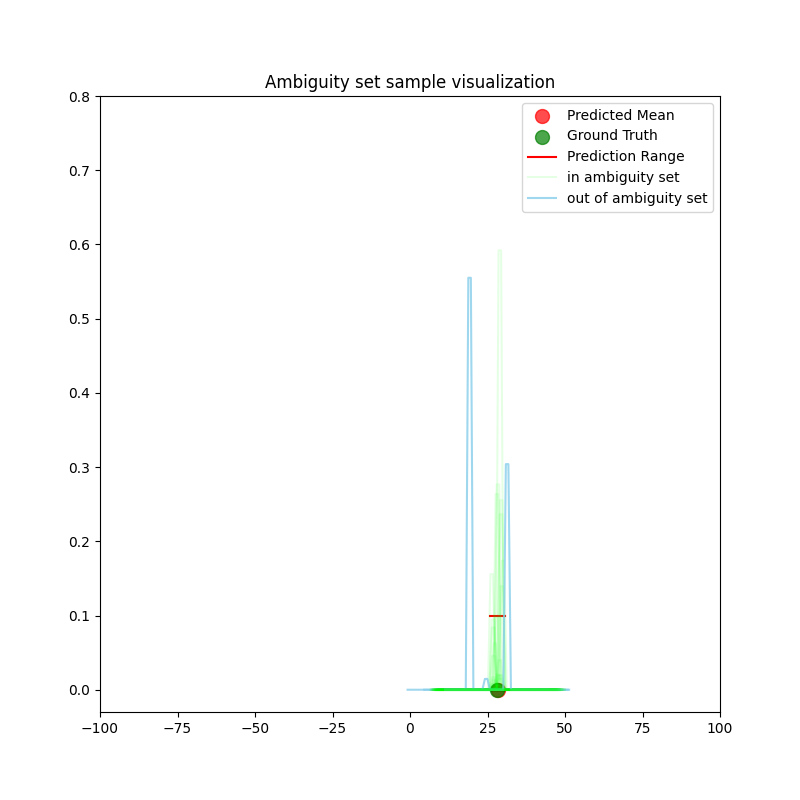 Ambiguity set sample visualization
Predicted Mean
Ground Truth
Prediction Range
in ambiguity set
out of ambiguity set
0.8
0.7
0.6
0.5
0.4
0.3
0.2
0.1
0.0
−100 −75 −50 −25 0 25 50 75 100